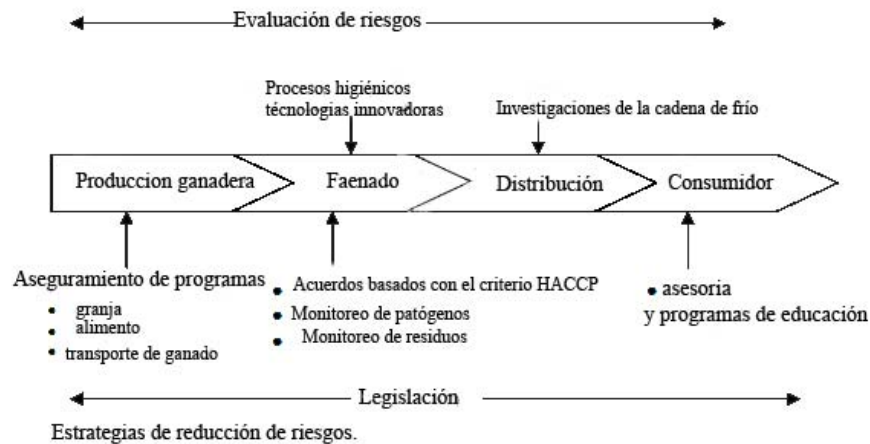 Evaluación de riesgos
Procesos higiénicos
técnologias innovadoras
Investigaciones de la cadena de frío
Produccion ganadera
Faenado
Distribución
Consumidor
Aseguramiento de programas
• granja
• alimento
• transporte de ganado
• Acuerdos basados con el criterio HACCP
• Monitoreo de patógenos
• Monitoreo de residuos
• asesoria
y programas de educación
Legislación
Estrategias de reducción de riesgos.